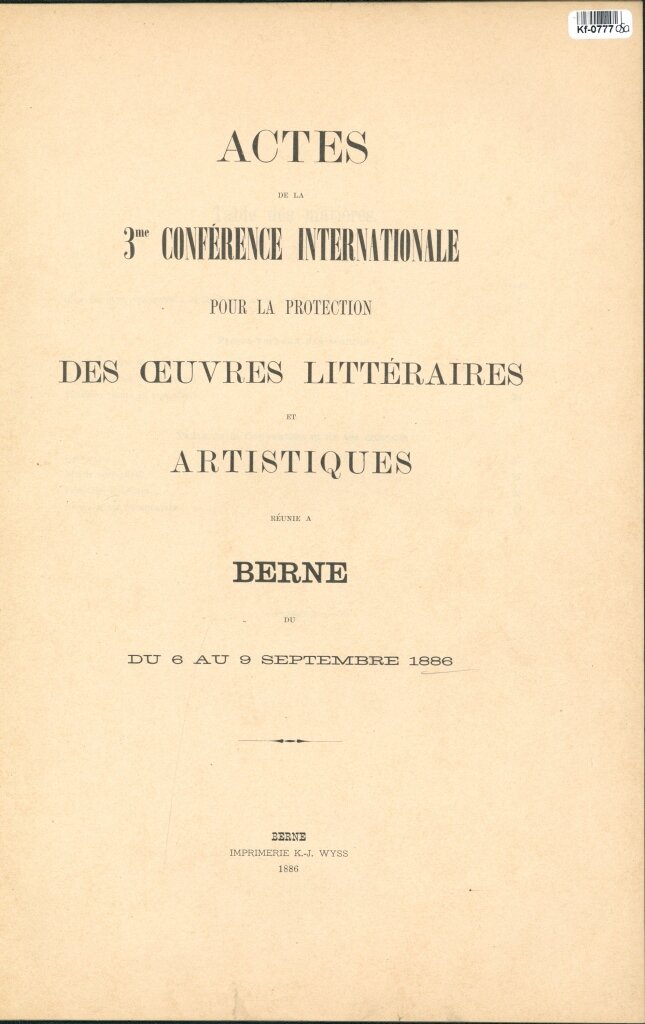 Kf-0777
ACTES
DE LA
3me CONFÉRENCE INTERNATIONALE
POUR LA PROTECTION
DES ŒUVRES LITTÉRAIRES
ET
ARTISTIQUES
RÉUNIE A
BERNE
DU
DU 6 AU 9 SEPTEMBRE 1886
BERNE
IMPRIMERIE K.-J. WYSS
1886